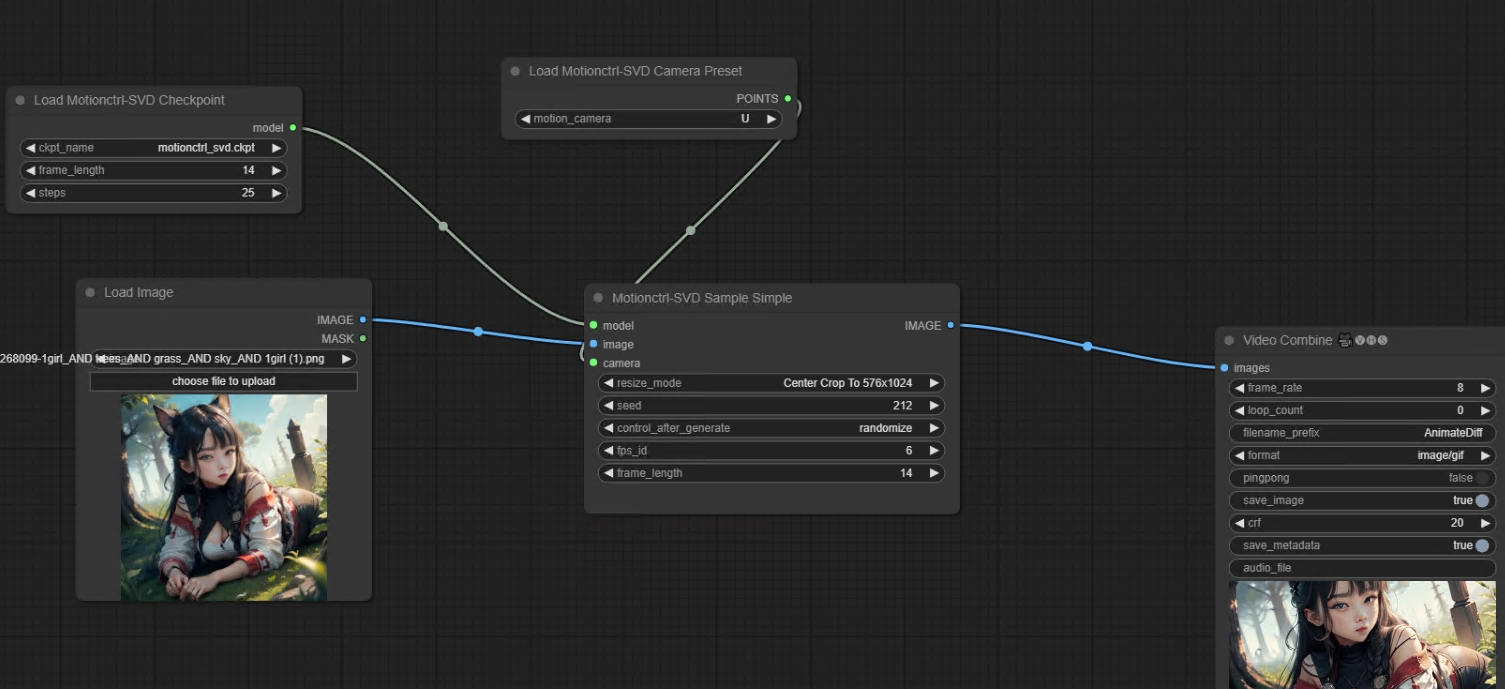 Load Motionctrl-SVD Checkpoint
model
ckpt_name motionctrl_svd.ckpt
frame_length 14
steps 25
Load Motionctrl-SVD Camera Preset
POINTS
motion_camera U
Load Image
IMAGE
MASK
268099-1girl_AND trees_AND grass_AND sky_AND 1girl (1).png
choose file to upload
Motionctrl-SVD Sample Simple
model IMAGE
image
camera
resize_mode Center Crop To 576x1024
seed 212
control_after_generate randomize
fps_id 6
frame_length 14
Video Combine 🎥🅥🅗🅢
images
frame_rate 8
loop_count 0
filename_prefix AnimateDiff
format image/gif
pingpong false
save_image true
crf 20
save_metadata true
audio_file